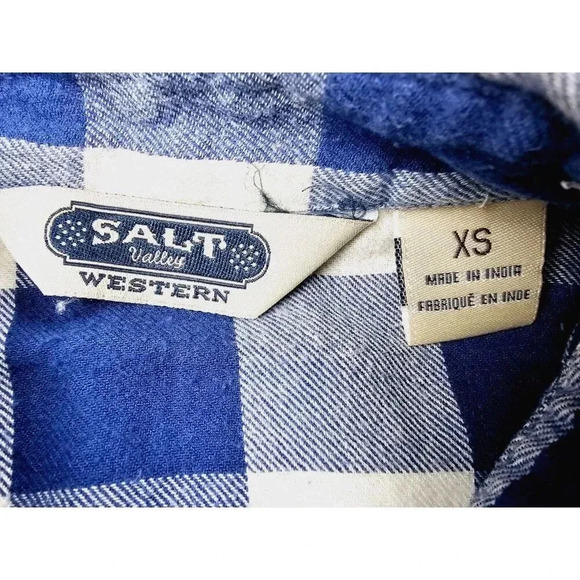 SALT
Valley
WESTERN
XS
MADE IN INDIA
FABRIQUÉ EN INDE